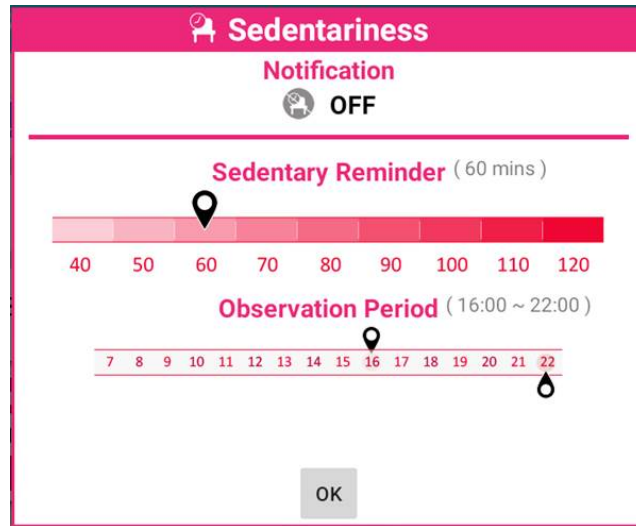 Sedentariness
Notification
OFF
Sedentary Reminder ( 60 mins )
40 50 60 70 80 90 100 110 120
Observation Period ( 16:00 ~ 22:00 )
7 8 9 10 11 12 13 14 15 16 17 18 19 20 21 22
OK